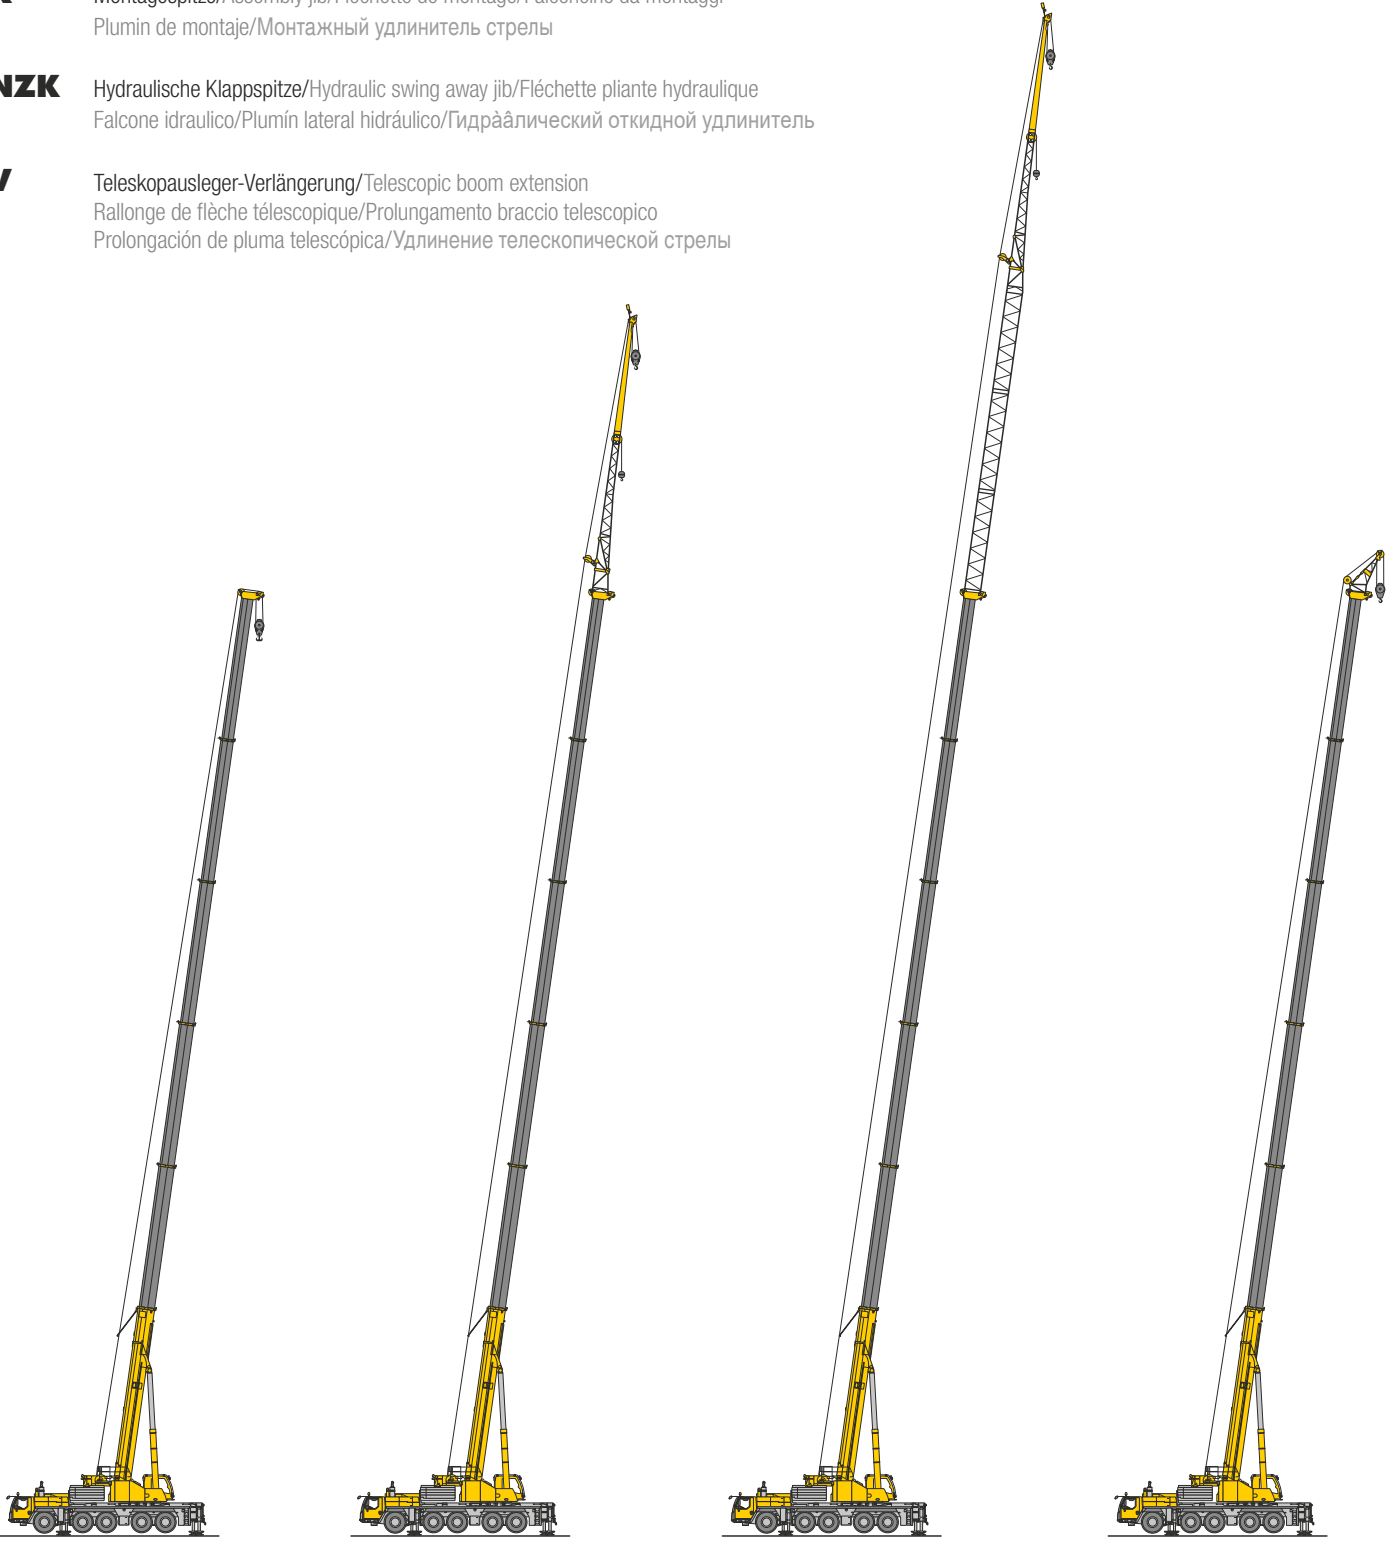 Plumin de montaje/Монтажный удлинитель стрелы
NZK Hydraulische Klappspitze/Hydraulic swing away jib/Fléchette pliante hydraulique
Falcone idraulico/Plumín lateral hidráulico/Гидрàâлический откидной удлинитель
Teleskopausleger-Verlängerung/Telescopic boom extension
Rallonge de flèche télescopique/Prolungamento braccio telescopico
Prolongación de pluma telescópica/Удлинение телескопической стрелы